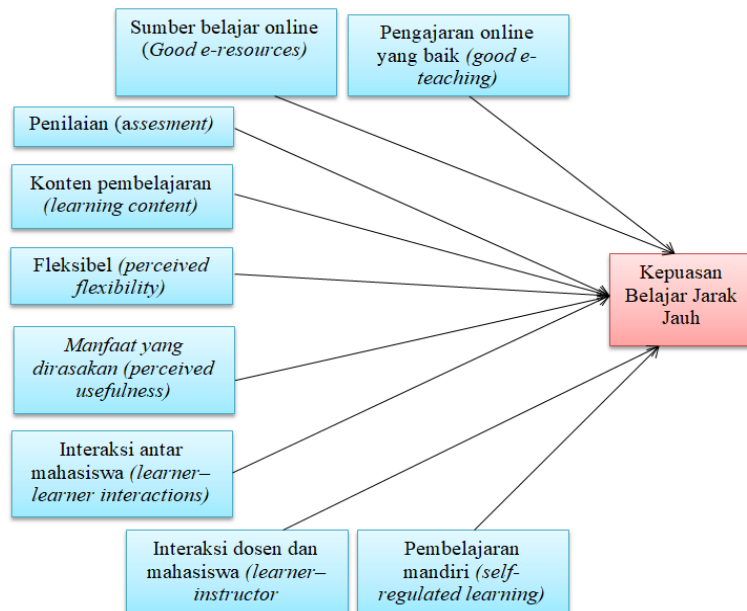 Sumber belajar online
(Good e-resources)
Pengajaran online
yang baik (good e-
teaching)
Penilaian (assesment)
Konten pembelajaran
(learning content)
Fleksibel (perceived
flexibility)
Manfaat yang
dirasakan (perceived
usefulness)
Interaksi antar
mahasiswa (learner–
learner interactions)
Interaksi dosen dan
mahasiswa (learner–
instructor
Pembelajaran
mandiri (self-
regulated learning)
Kepuasan
Belajar Jarak
Jauh